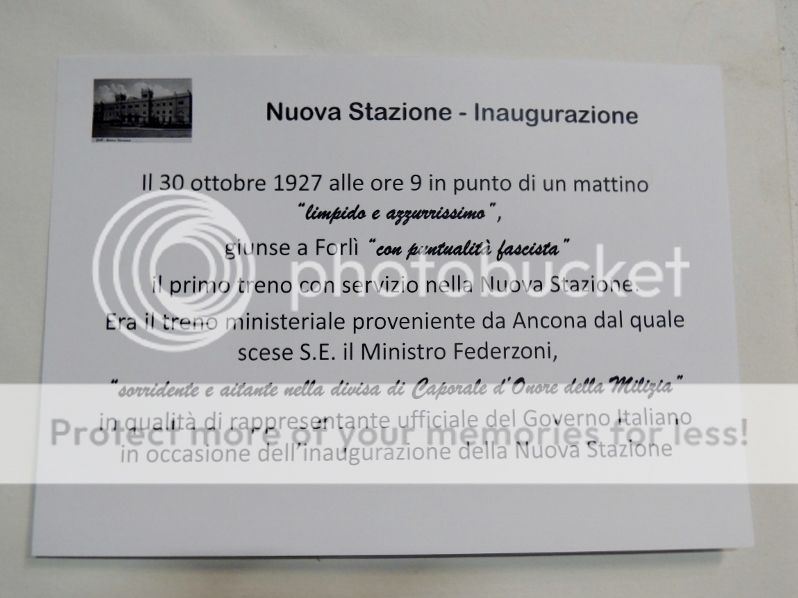 Nuova Stazione - Inaugurazione
Il 30 ottobre 1927 alle ore 9 in punto di un mattino
"limpido e azzurrissimo",
giunse a Forlì "con puntualità fascista"
il primo treno con servizio nella Nuova Stazione.
Era il treno ministeriale proveniente da Ancona dal quale
scese S.E. il Ministro Federzoni,
"sorridente e aitante nella divisa di Caporale d'Onore della Milizia"
in qualità di rappresentante ufficiale del Governo Italiano
in occasione dell'inaugurazione della Nuova Stazione
photobucket
Protect more of your memories for less!